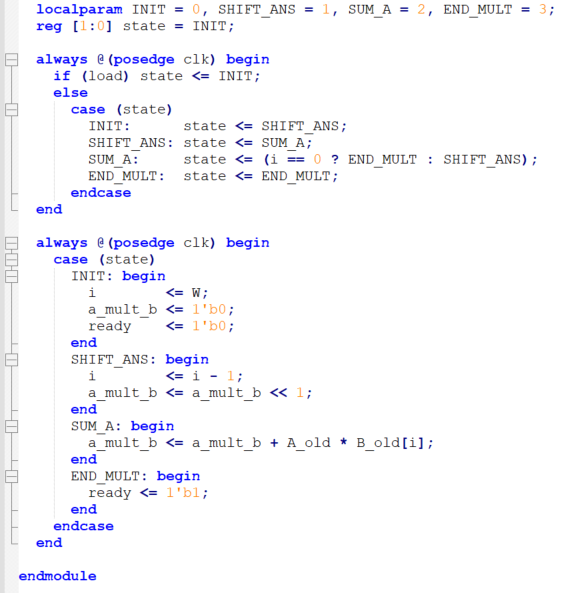 localparam INIT = 0, SHIFT_ANS = 1, SUM_A = 2, END_MULT = 3;
reg [1:0] state = INIT;
always @(posedge clk) begin
if (load) state <= INIT;
else
case (state)
INIT: state <= SHIFT_ANS;
SHIFT_ANS: state <= SUM_A;
SUM_A: state <= (i == 0 ? END_MULT : SHIFT_ANS);
END_MULT: state <= END_MULT;
endcase
end
always @(posedge clk) begin
case (state)
INIT: begin
i <= W;
a_mult_b <= 1'b0;
ready <= 1'b0;
end
SHIFT_ANS: begin
i <= i - 1;
a_mult_b <= a_mult_b << 1;
end
SUM_A: begin
a_mult_b <= a_mult_b + A_old * B_old[i];
end
END_MULT: begin
ready <= 1'b1;
end
endcase
end
endmodule